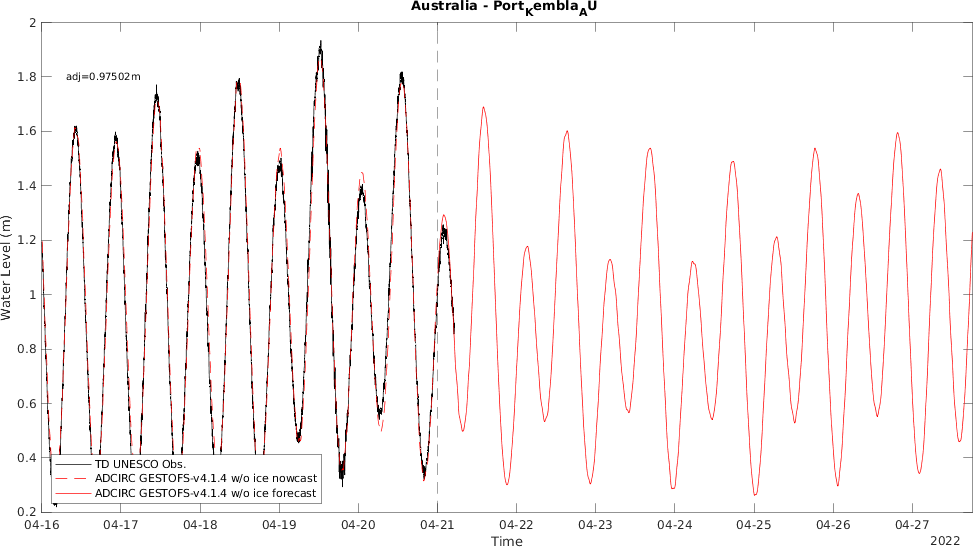 Australia - PortKemblaAU
adj=0.97502m
Water Level (m)
2
1.8
1.6
1.4
1.2
1
0.8
0.6
0.4
0.2
TD UNESCO Obs.
ADCIRC GESTOFS-v4.1.4 w/o ice nowcast
ADCIRC GESTOFS-v4.1.4 w/o ice forecast
04-16 04-17 04-18 04-19 04-20 04-21 04-22 04-23 04-24 04-25 04-26 04-27
Time
2022